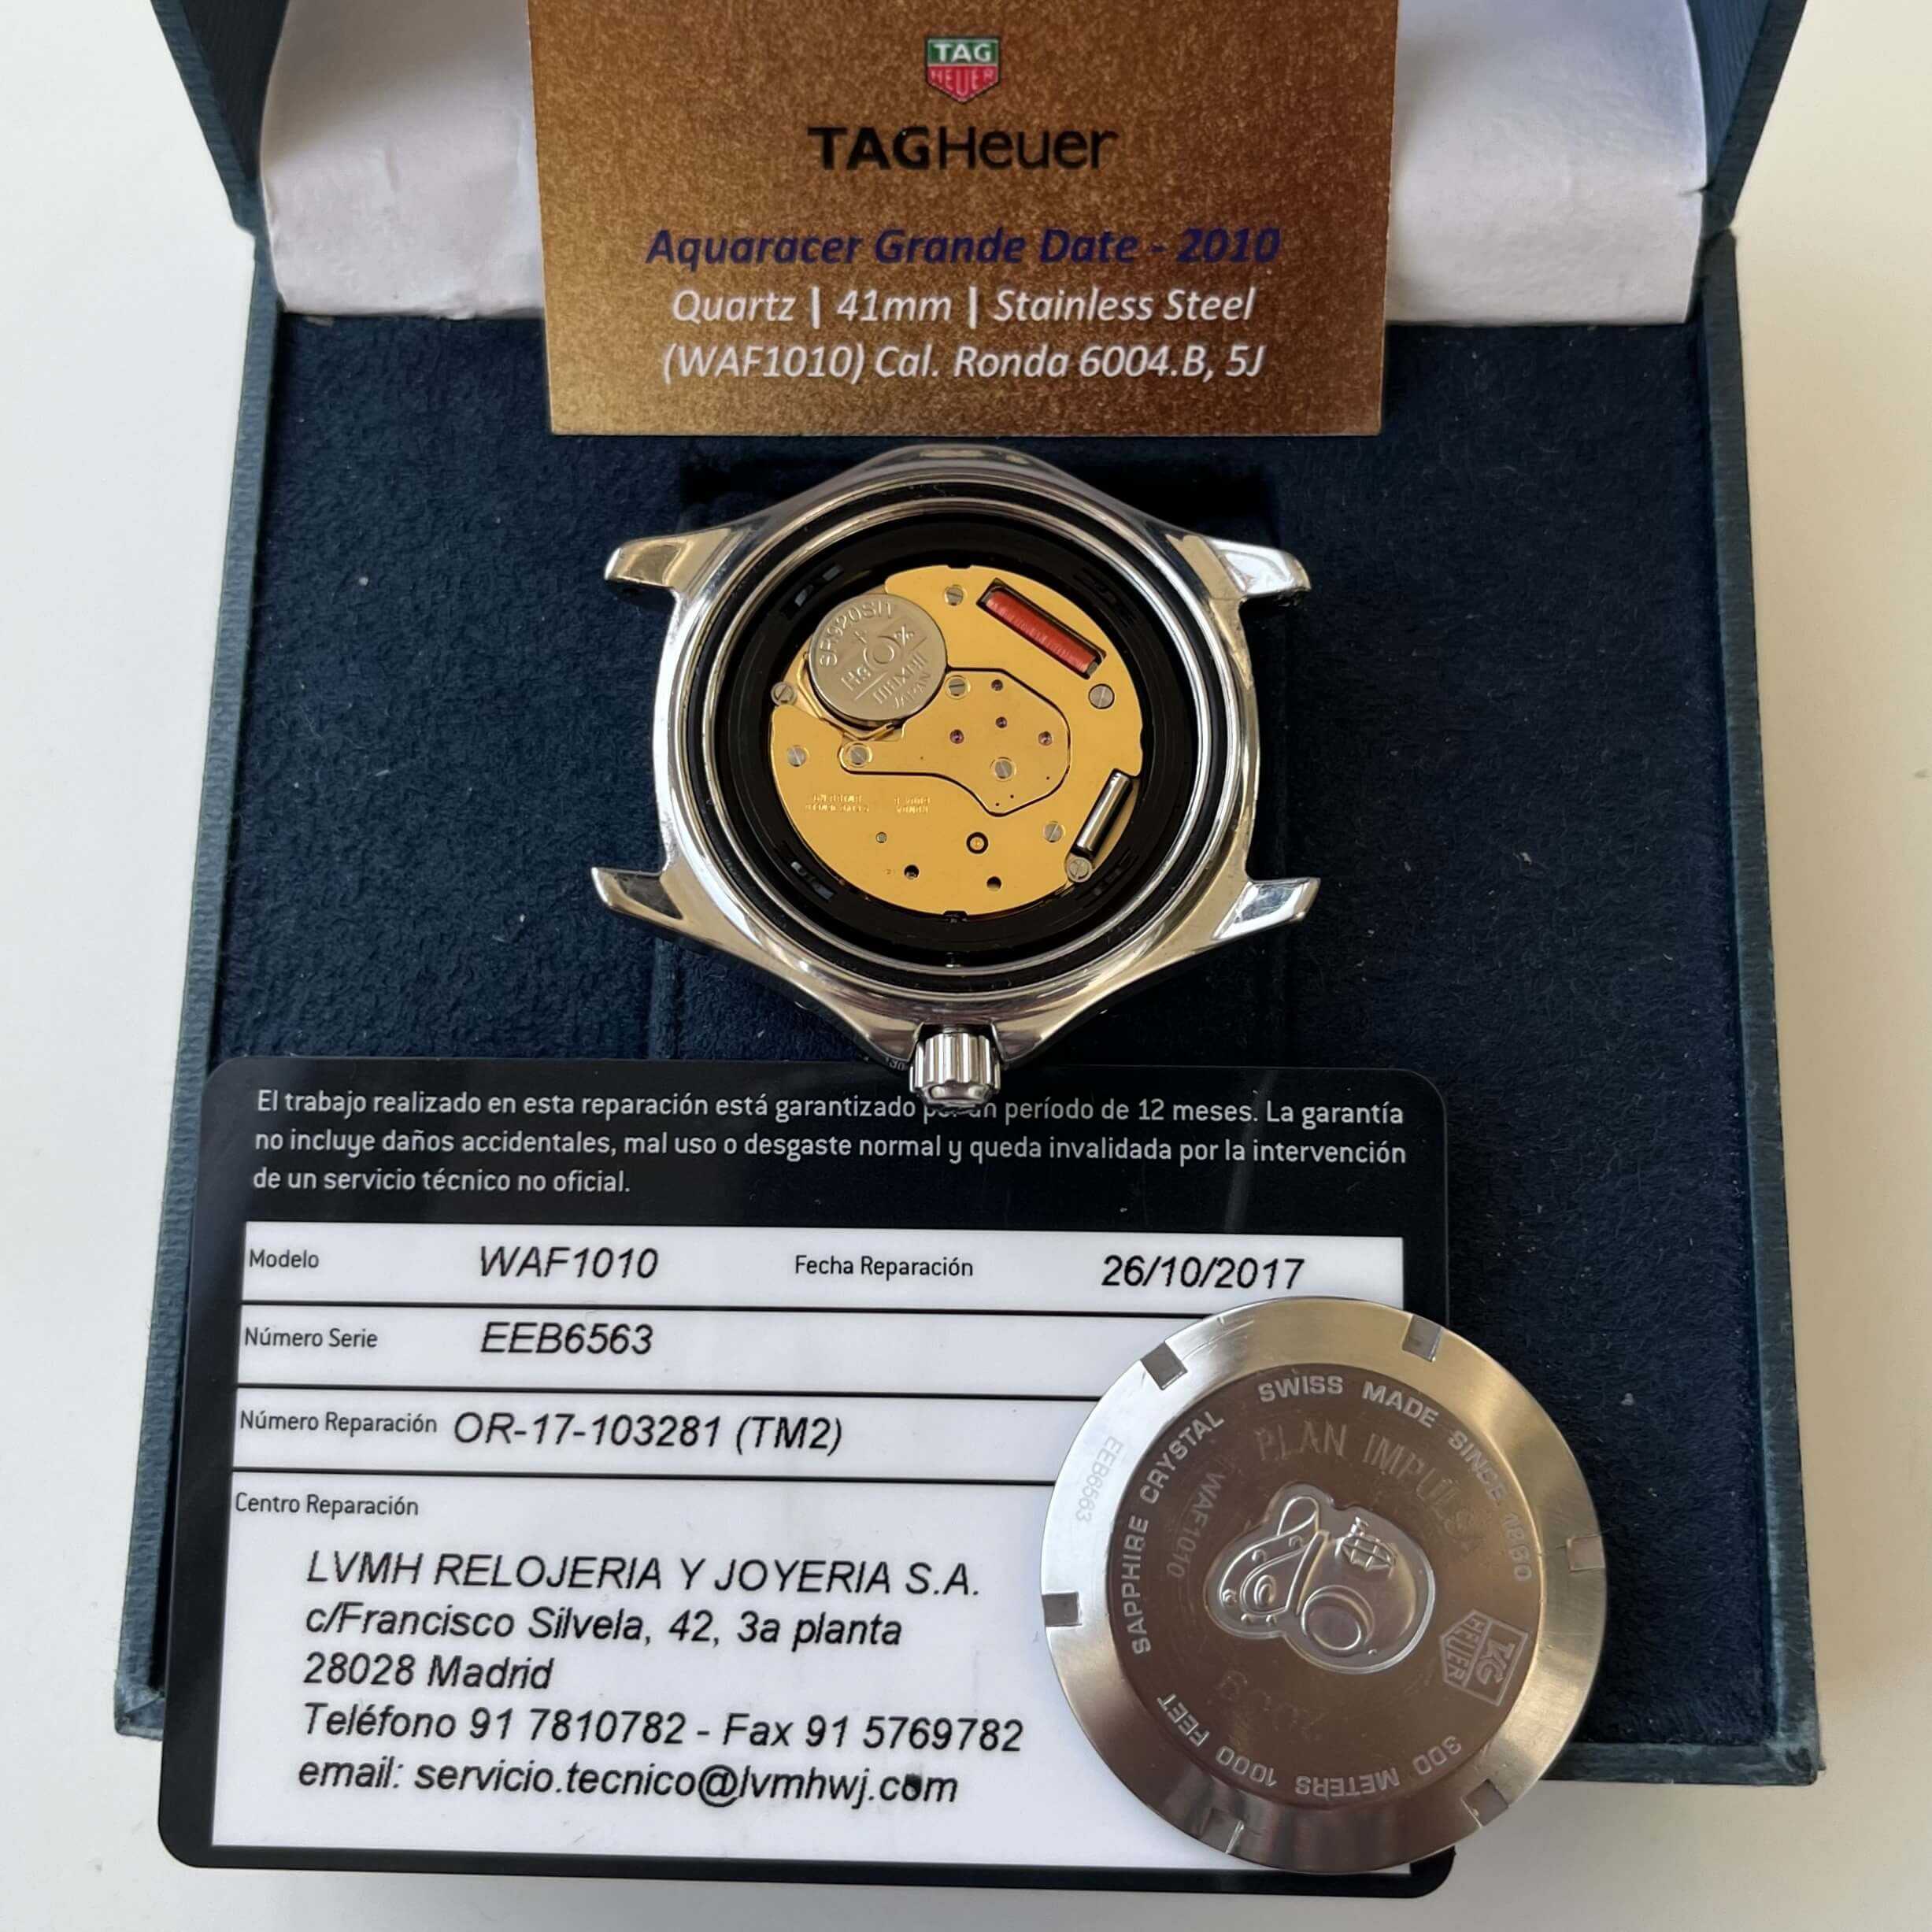 TAG
HEUER
TAGHeuer
Aquaracer Grande Date - 2010
Quartz | 41mm | Stainless Steel
(WAF1010) Cal. Ronda 6004.B, 5J
SR920SW
Hg 0%
maxell
JAPAN
El trabajo realizado en esta reparación está garantizado por un período de 12 meses. La garantía
no incluye daños accidentales, mal uso o desgaste normal y queda invalidada por la intervención
de un servicio técnico no oficial.
Modelo WAF1010 Fecha Reparación 26/10/2017
Número Serie EEB6563
Número Reparación OR-17-103281 (TM2)
Centro Reparación
LVMH RELOJERIA Y JOYERIA S.A.
c/Francisco Silvela, 42, 3a planta
28028 Madrid
Teléfono 91 7810782 - Fax 91 5769782
email: servicio.tecnico@lvmhwj.com
SWISS MADE SINCE 1860
SAPPHIRE CRYSTAL
PLAN IMPULSA
EEB6563
WAF1010
TAG
HEUER
300 METERS 1000 FEET